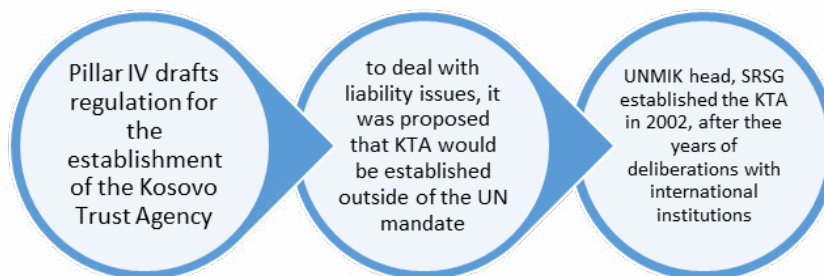 Pillar IV drafts
regulation for
the
establishment
of the Kosovo
Trust Agency
to deal with
liability issues, it
was proposed
that KTA would
be established
outside of the UN
mandate
UNMIK head, SRSG
established the KTA
in 2002, after thee
years of
deliberations with
international
institutions